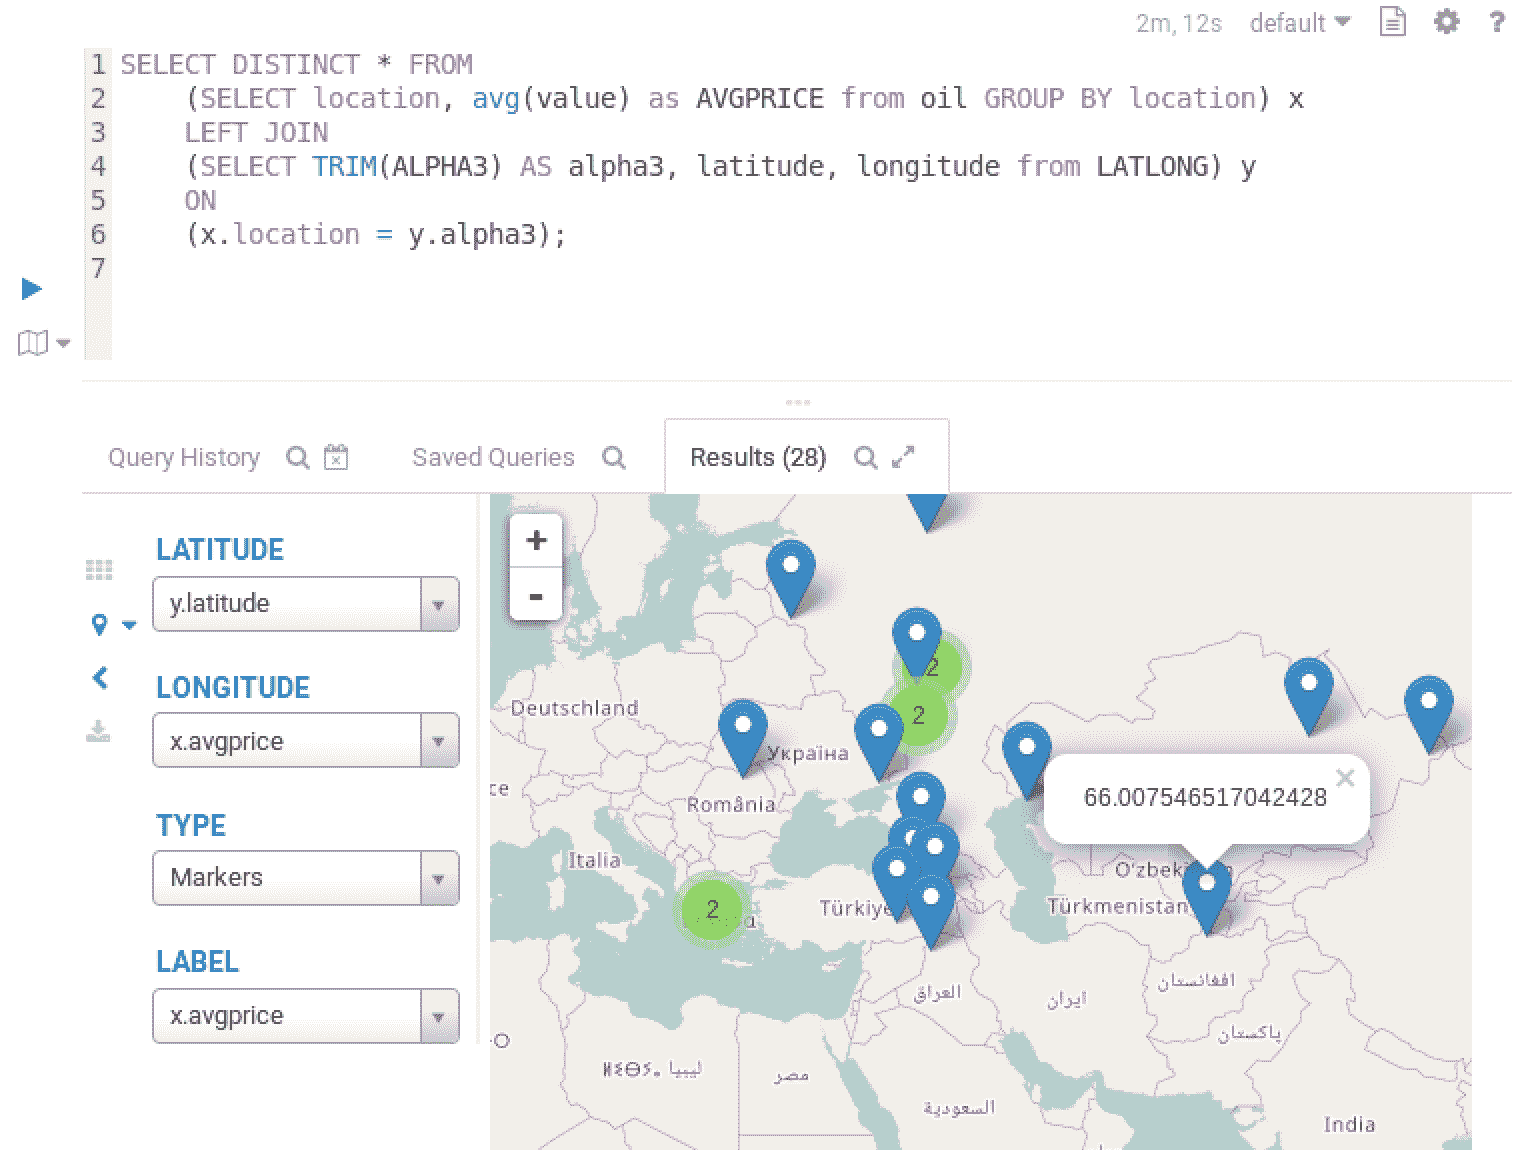 2m, 12s default ?
1 SELECT DISTINCT * FROM
2 (SELECT location, avg(value) as AVGPRICE from oil GROUP BY location) x
3 LEFT JOIN
4 (SELECT TRIM(ALPHA3) AS alpha3, latitude, longitude from LATLONG) y
5 ON
6 (x.location = y.alpha3);
7
Query History Saved Queries Results (28)
LATITUDE
y.latitude
LONGITUDE
x.avgprice
TYPE
Markers
LABEL
x.avgprice
+
-
2
Deutschland
2
Україна
ce
66.007546517042428 ×
România
Italia
O'zbek
Türkiye
Türkmenistan
2
افغانستان
العراق
ایران
پاکستان
O
ⵍⵉⴱⵢⴰ ليبيا
مصر
السعودية
India